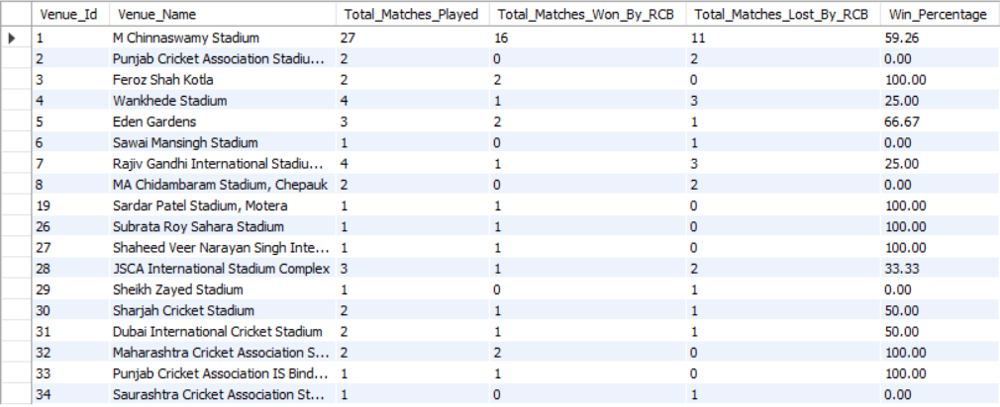 Venue_Id Venue_Name Total_Matches_Played Total_Matches_Won_By_RCB Total_Matches_Lost_By_RCB Win_Percentage
1 M Chinnaswamy Stadium 27 16 11 59.26
2 Punjab Cricket Association Stadiu... 2 0 2 0.00
3 Feroz Shah Kotla 2 2 0 100.00
4 Wankhede Stadium 4 1 3 25.00
5 Eden Gardens 3 2 1 66.67
6 Sawai Mansingh Stadium 1 0 1 0.00
7 Rajiv Gandhi International Stadiu... 4 1 3 25.00
8 MA Chidambaram Stadium, Chepauk 2 0 2 0.00
19 Sardar Patel Stadium, Motera 1 1 0 100.00
26 Subrata Roy Sahara Stadium 1 1 0 100.00
27 Shaheed Veer Narayan Singh Inte... 1 1 0 100.00
28 JSCA International Stadium Complex 3 1 2 33.33
29 Sheikh Zayed Stadium 1 0 1 0.00
30 Sharjah Cricket Stadium 2 1 1 50.00
31 Dubai International Cricket Stadium 2 1 1 50.00
32 Maharashtra Cricket Association S... 2 2 0 100.00
33 Punjab Cricket Association IS Bind... 1 1 0 100.00
34 Saurashtra Cricket Association St... 1 0 1 0.00